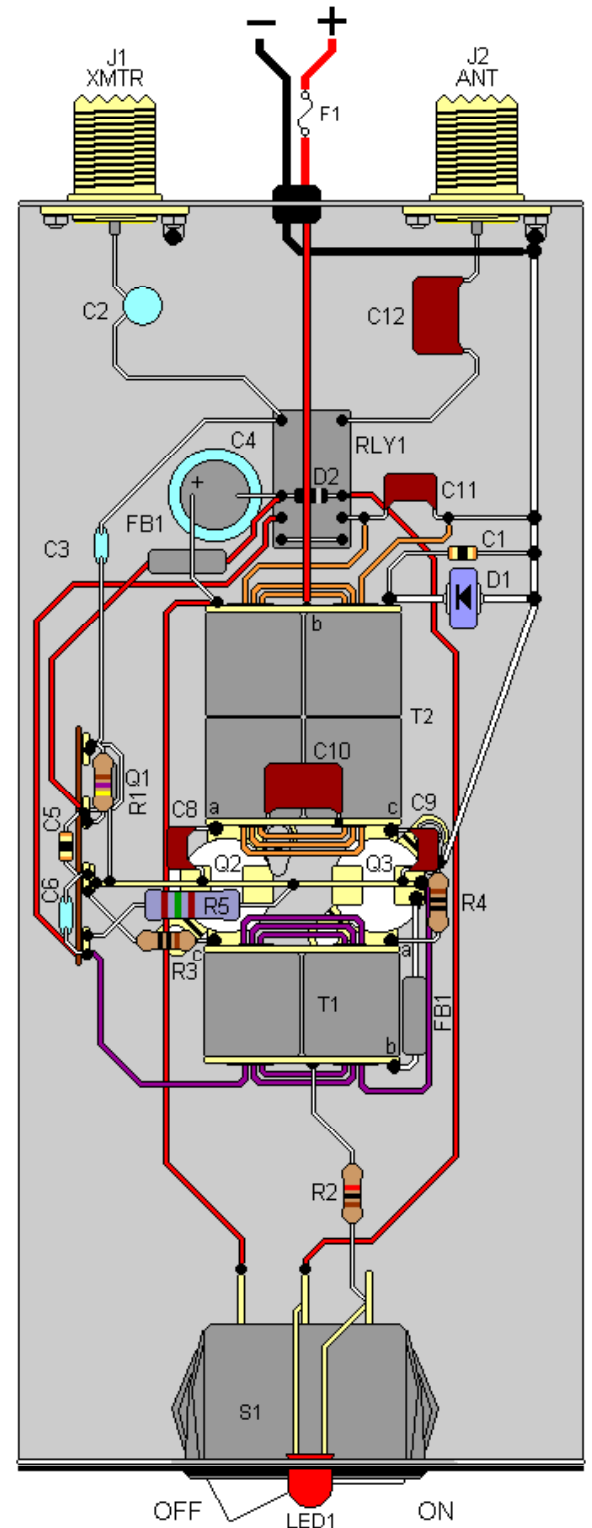 − +
J1
XMTR
J2
ANT
F1
C2
C12
C4
RLY1
+
D2
C11
FB1
C3
C1
D1
b
T2
C10
Q1
R1
C8
a
c
C9
C5
Q2
Q3
C6
R5
R4
c
a
R3
T1
FB1
b
R2
S1
OFF
LED1
ON